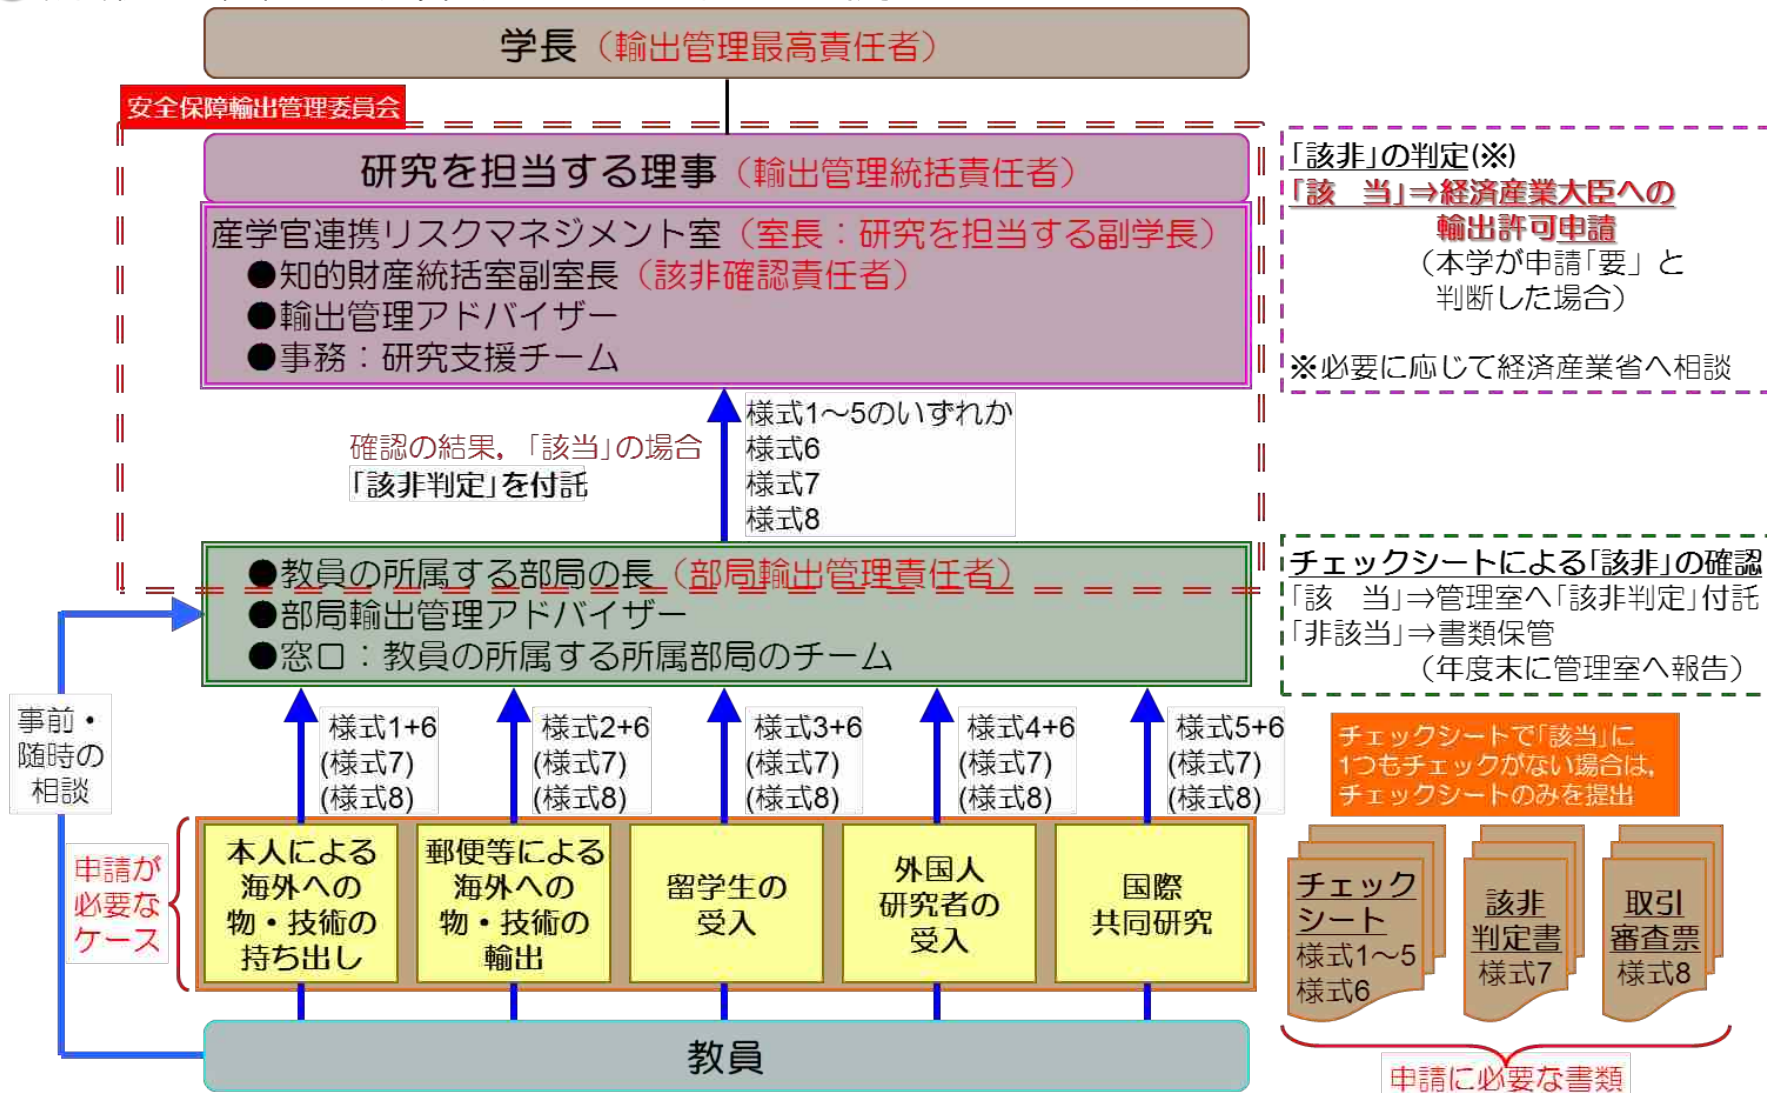 学長（輸出管理最高責任者）
安全保障輸出管理委員会
研究を担当する理事（輸出管理統括責任者）
産学官連携リスクマネジメント室（室長：研究を担当する副学長）
●知的財産統括室副室長（該非確認責任者）
●輸出管理アドバイザー
●事務：研究支援チーム
「該非」の判定(※)
「該　当」⇒経済産業大臣への
輸出許可申請
（本学が申請「要」と
判断した場合）
※必要に応じて経済産業省へ相談
確認の結果，「該当」の場合
「該非判定」を付託
様式1～5のいずれか
様式6
様式7
様式8
●教員の所属する部局の長（部局輸出管理責任者）
●部局輸出管理アドバイザー
●窓口：教員の所属する所属部局のチーム
チェックシートによる「該非」の確認
「該　当」⇒管理室へ「該非判定」付託
「非該当」⇒書類保管
（年度末に管理室へ報告）
事前・
随時の
相談
様式1+6
(様式7)
(様式8)
様式2+6
(様式7)
(様式8)
様式3+6
(様式7)
(様式8)
様式4+6
(様式7)
(様式8)
様式5+6
(様式7)
(様式8)
チェックシートで「該当」に
1つもチェックがない場合は，
チェックシートのみを提出
申請が
必要な
ケース
本人による
海外への
物・技術の
持ち出し
郵便等による
海外への
物・技術の
輸出
留学生の
受入
外国人
研究者の
受入
国際
共同研究
チェック
シート
様式1～5
様式6
該非
判定書
様式7
取引
審査票
様式8
教員
申請に必要な書類